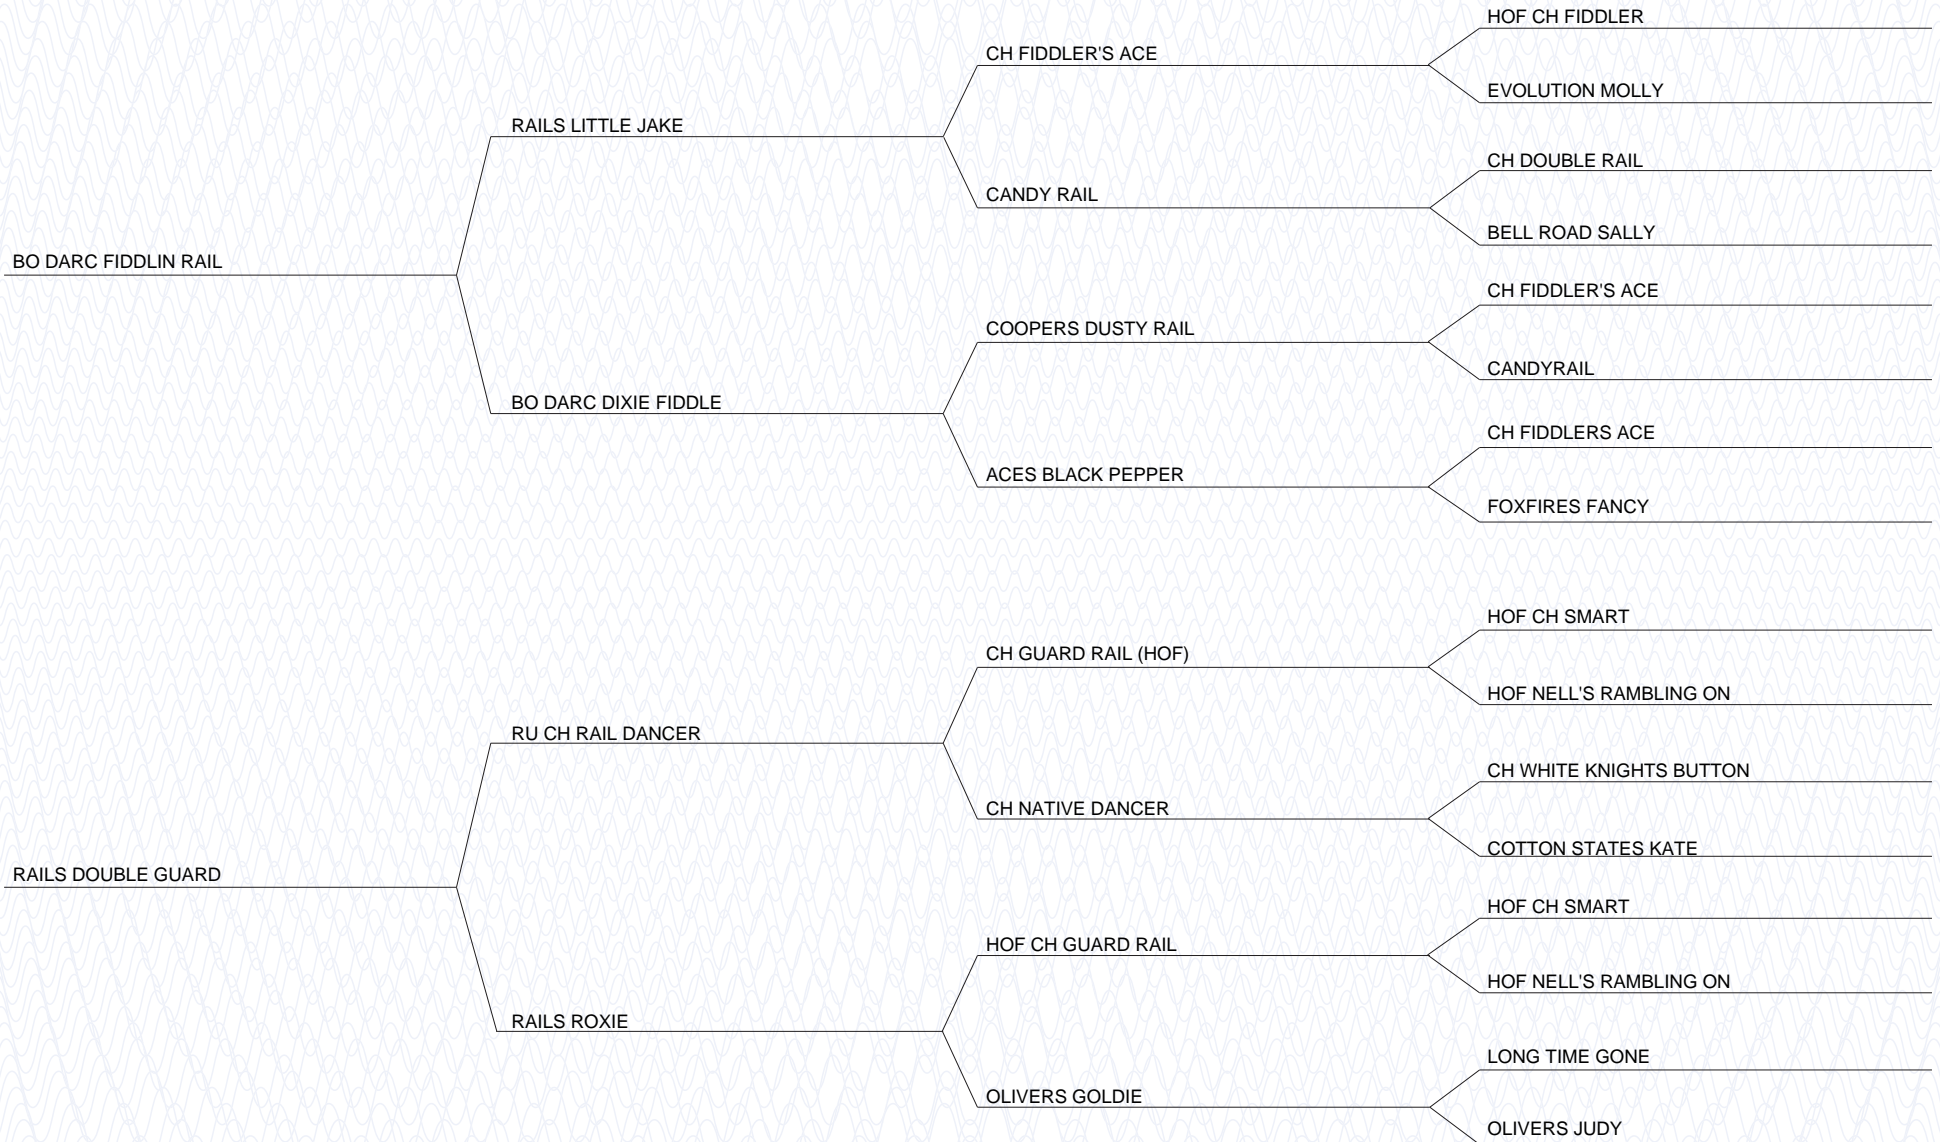 HOF CH FIDDLER
CH FIDDLER'S ACE
EVOLUTION MOLLY
RAILS LITTLE JAKE
CH DOUBLE RAIL
CANDY RAIL
BELL ROAD SALLY
BO DARC FIDDLIN RAIL
CH FIDDLER'S ACE
COOPERS DUSTY RAIL
CANDYRAIL
BO DARC DIXIE FIDDLE
CH FIDDLERS ACE
ACES BLACK PEPPER
FOXFIRES FANCY
HOF CH SMART
CH GUARD RAIL (HOF)
HOF NELL'S RAMBLING ON
RU CH RAIL DANCER
CH WHITE KNIGHTS BUTTON
CH NATIVE DANCER
COTTON STATES KATE
RAILS DOUBLE GUARD
HOF CH SMART
HOF CH GUARD RAIL
HOF NELL'S RAMBLING ON
RAILS ROXIE
LONG TIME GONE
OLIVERS GOLDIE
OLIVERS JUDY